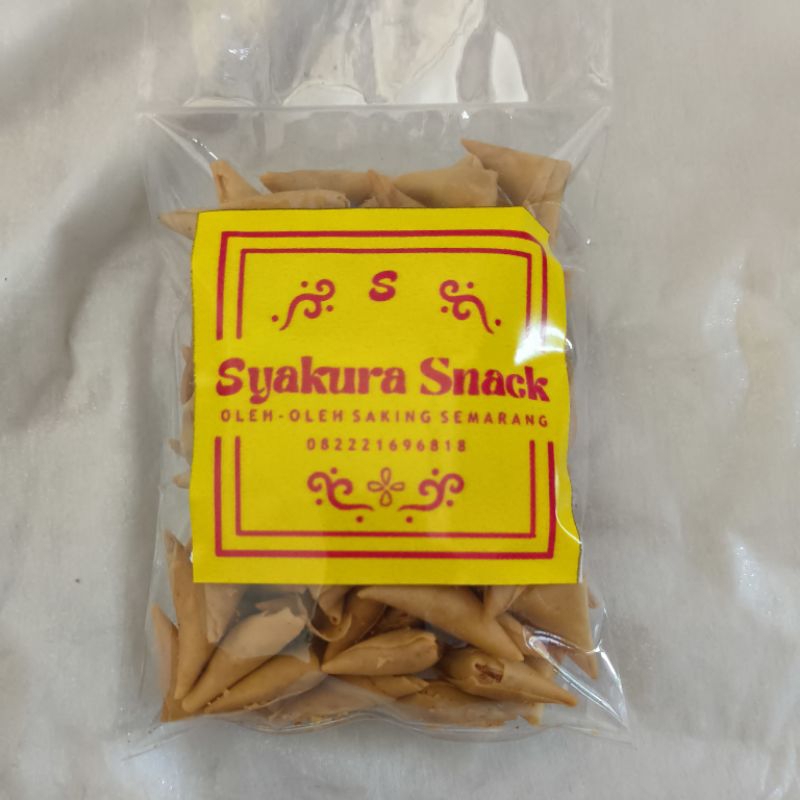 S
Syakura Snack
OLEH-OLEH SAKING SEMARANG
082221696818